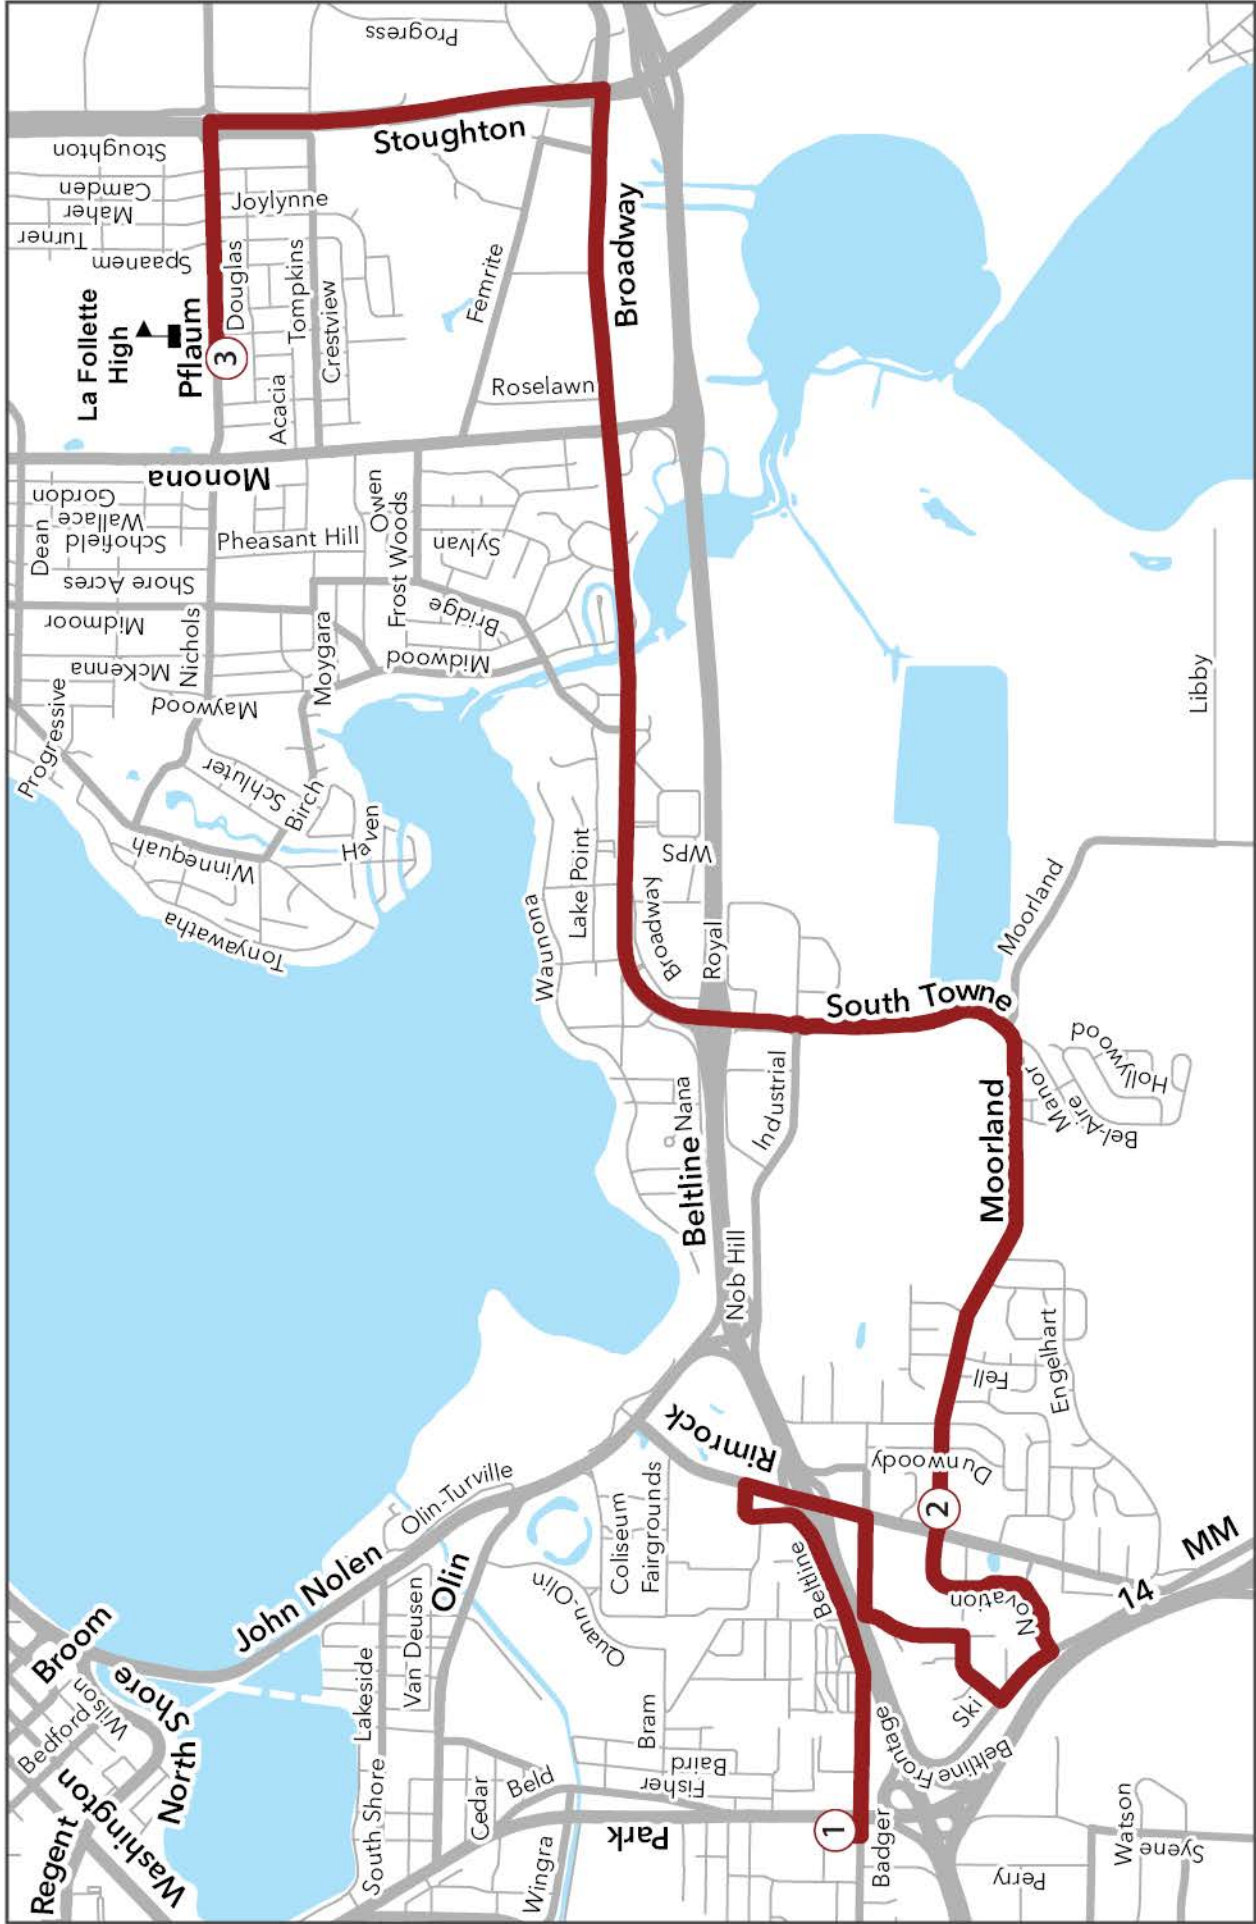 Progress
Stoughton
Camden
Maher
Turner
Spaanem
Stoughton
Joylynne
Douglas
Tompkins
Crestview
Acacia
La Follette
High
Pflaum
3
Femrite
Roselawn
Broadway
Monona
Gordon
Wallace
Schofield
Dean
Shore Acres
Midmoor
McKenna
Nichols
Pheasant Hill
Owen
Frost Woods
Sylvan
Bridge
Midwood
Moygara
Maywood
Progressive
Schluter
Birch
Winnequah
Haven
Tonyawatha
Waunona
Lake Point
WPS
Broadway
Royal
Libby
Moorland
South Towne
Hollywood
Manor
Bel-Aire
Moorland
Industrial
Nana
Beltline
Nob Hill
Engelhart
Fell
Dunwoody
2
Rimrock
Olin-Turville
Coliseum
Fairgrounds
John Nolen
Olin
Van Deusen
Quann-Olin
Beltline
Novation
14
MM
Broom
Wilson
Bedford
North Shore
Washington
Regent
Lakeside
South Shore
Cedar
Beld
Bram
Baird
Fisher
Wingra
Park
1
Badger
Beltline Frontage
Ski
Perry
Watson
Syene